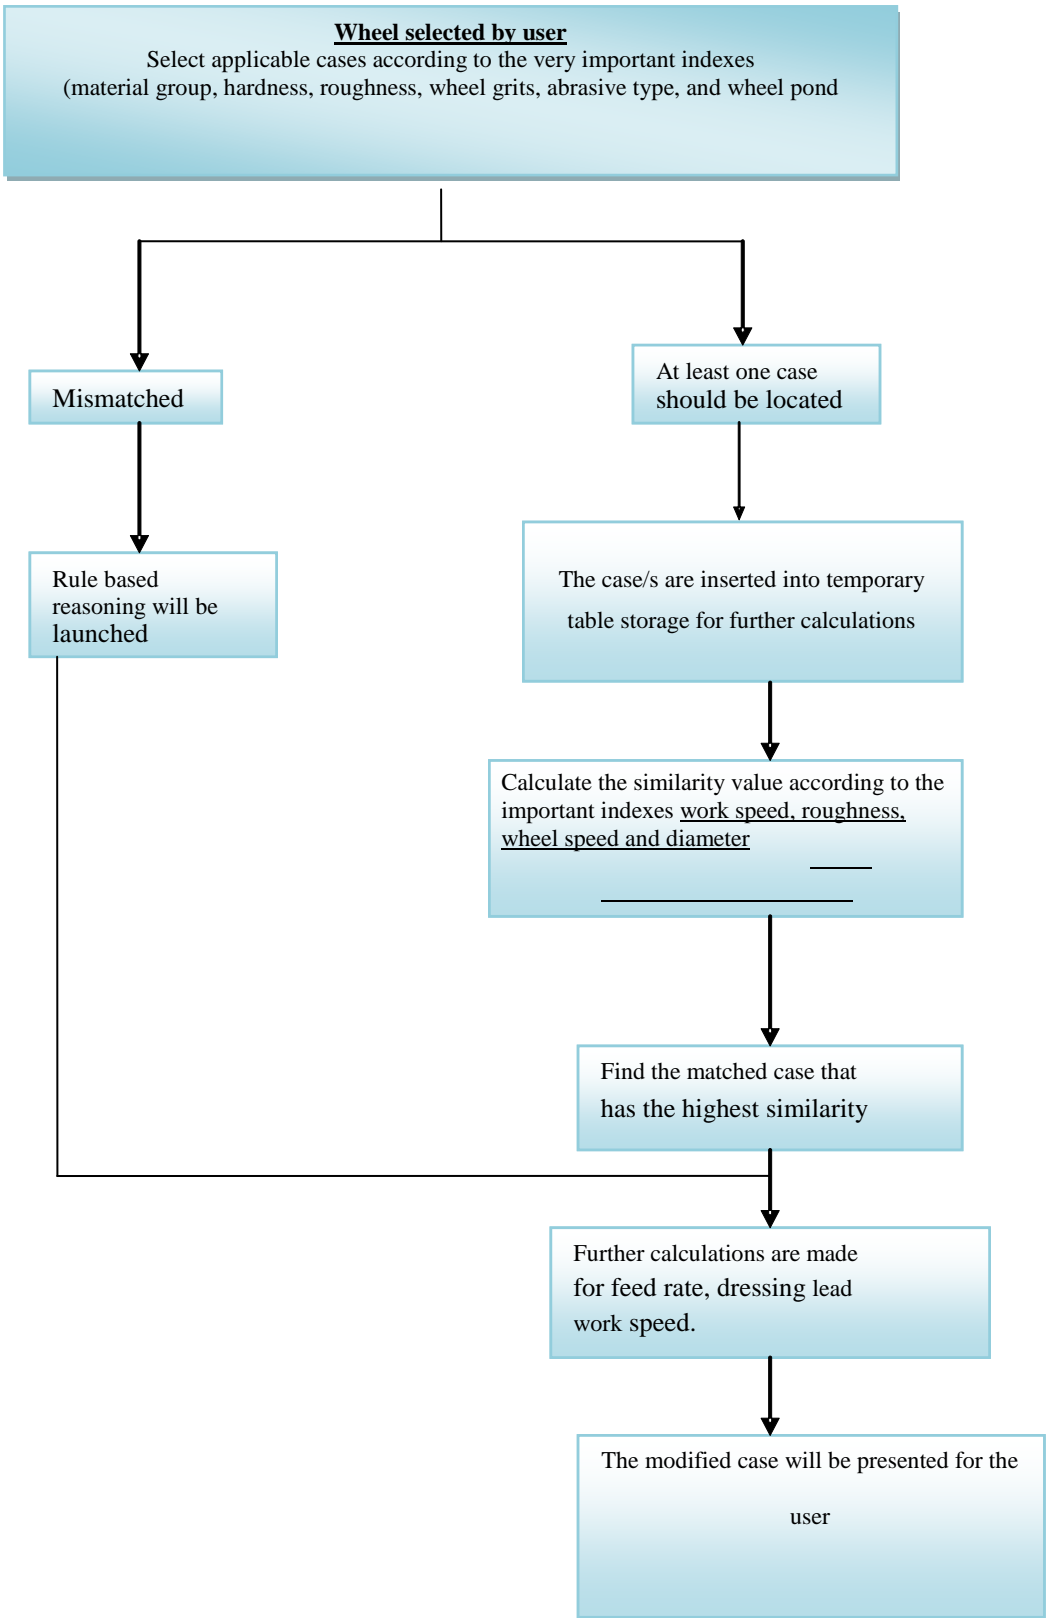 Wheel selected by user
Select applicable cases according to the very important indexes
(material group, hardness, roughness, wheel grits, abrasive type, and wheel pond
Mismatched
At least one case
should be located
Rule based
reasoning will be
launched
The case/s are inserted into temporary
table storage for further calculations
Calculate the similarity value according to the
important indexes work speed, roughness,
wheel speed and diameter
Find the matched case that
has the highest similarity
Further calculations are made
for feed rate, dressing lead
work speed.
The modified case will be presented for the
user